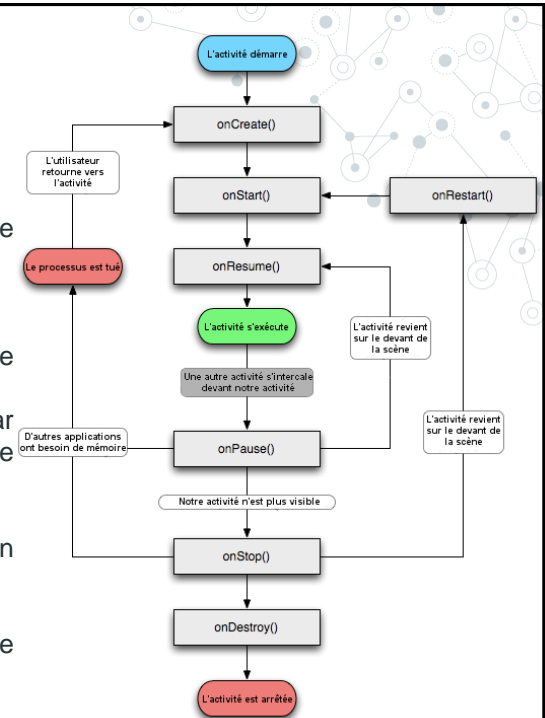 L'activité démarre
onCreate()
L'utilisateur
retourne vers
l'activité
onStart()
onRestart()
e
onResume()
Le processus est tué
L'activité s'exécute
L'activité revient
sur le devant de
la scène
e
Une autre activité s'intercale
devant notre activité
ar
D'autres applications
ont besoin de mémoire
e
onPause()
L'activité revient
sur le devant de
la scène
Notre activité n'est plus visible
n
onStop()
onDestroy()
e
L'activité est arrêtée